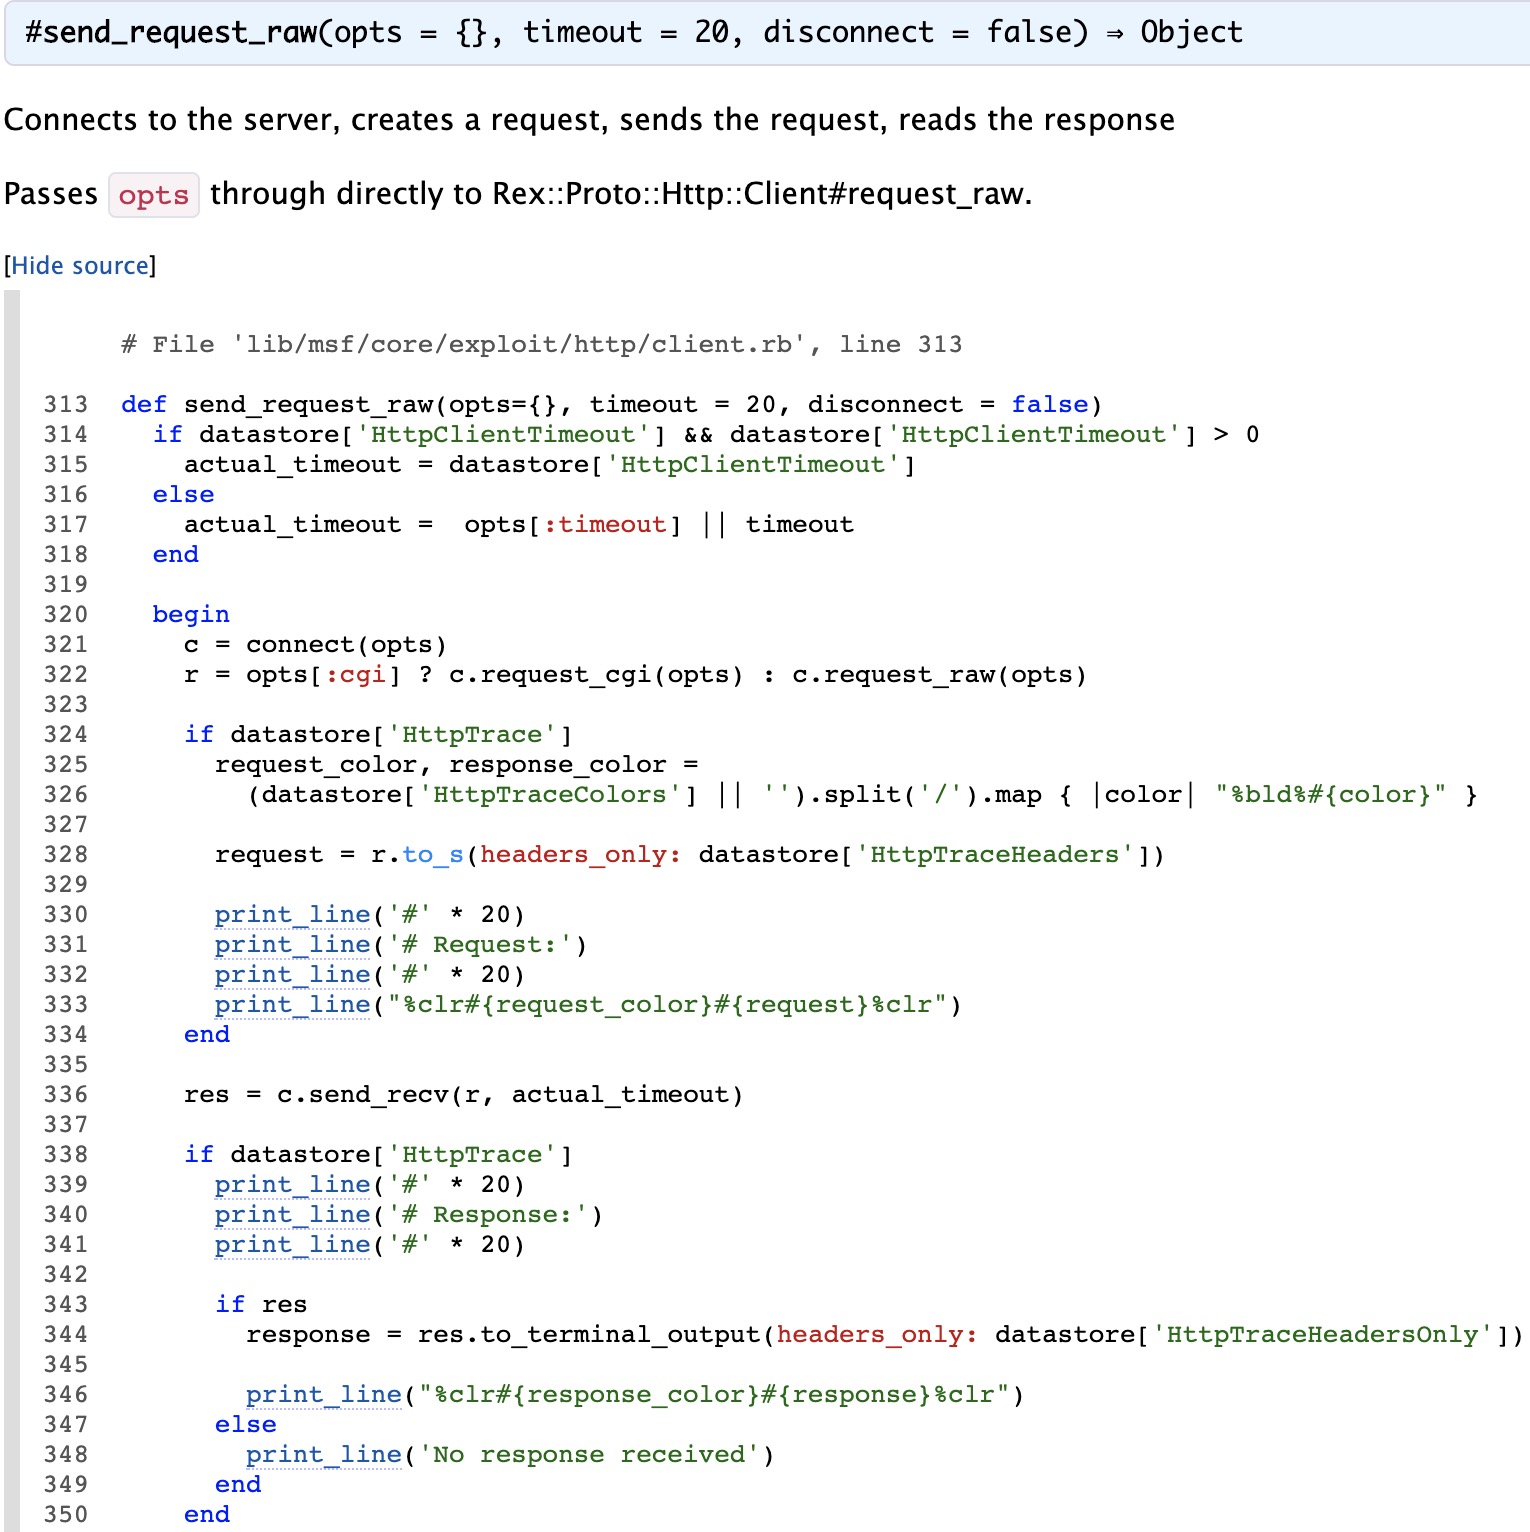 #send_request_raw(opts = {}, timeout = 20, disconnect = false) ⇒ Object
Connects to the server, creates a request, sends the request, reads the response
Passes opts through directly to Rex::Proto::Http::Client#request_raw.
[Hide source]
# File 'lib/msf/core/exploit/http/client.rb', line 313
313  def send_request_raw(opts={}, timeout = 20, disconnect = false)
314    if datastore['HttpClientTimeout'] && datastore['HttpClientTimeout'] > 0
315      actual_timeout = datastore['HttpClientTimeout']
316    else
317      actual_timeout =  opts[:timeout] || timeout
318    end
319
320    begin
321      c = connect(opts)
322      r = opts[:cgi] ? c.request_cgi(opts) : c.request_raw(opts)
323
324      if datastore['HttpTrace']
325        request_color, response_color =
326          (datastore['HttpTraceColors'] || '').split('/').map { |color| "%bld%#{color}" }
327
328        request = r.to_s(headers_only: datastore['HttpTraceHeaders'])
329
330        print_line('#' * 20)
331        print_line('# Request:')
332        print_line('#' * 20)
333        print_line("%clr#{request_color}#{request}%clr")
334      end
335
336      res = c.send_recv(r, actual_timeout)
337
338      if datastore['HttpTrace']
339        print_line('#' * 20)
340        print_line('# Response:')
341        print_line('#' * 20)
342
343        if res
344          response = res.to_terminal_output(headers_only: datastore['HttpTraceHeadersOnly'])
345
346          print_line("%clr#{response_color}#{response}%clr")
347        else
348          print_line('No response received')
349        end
350      end